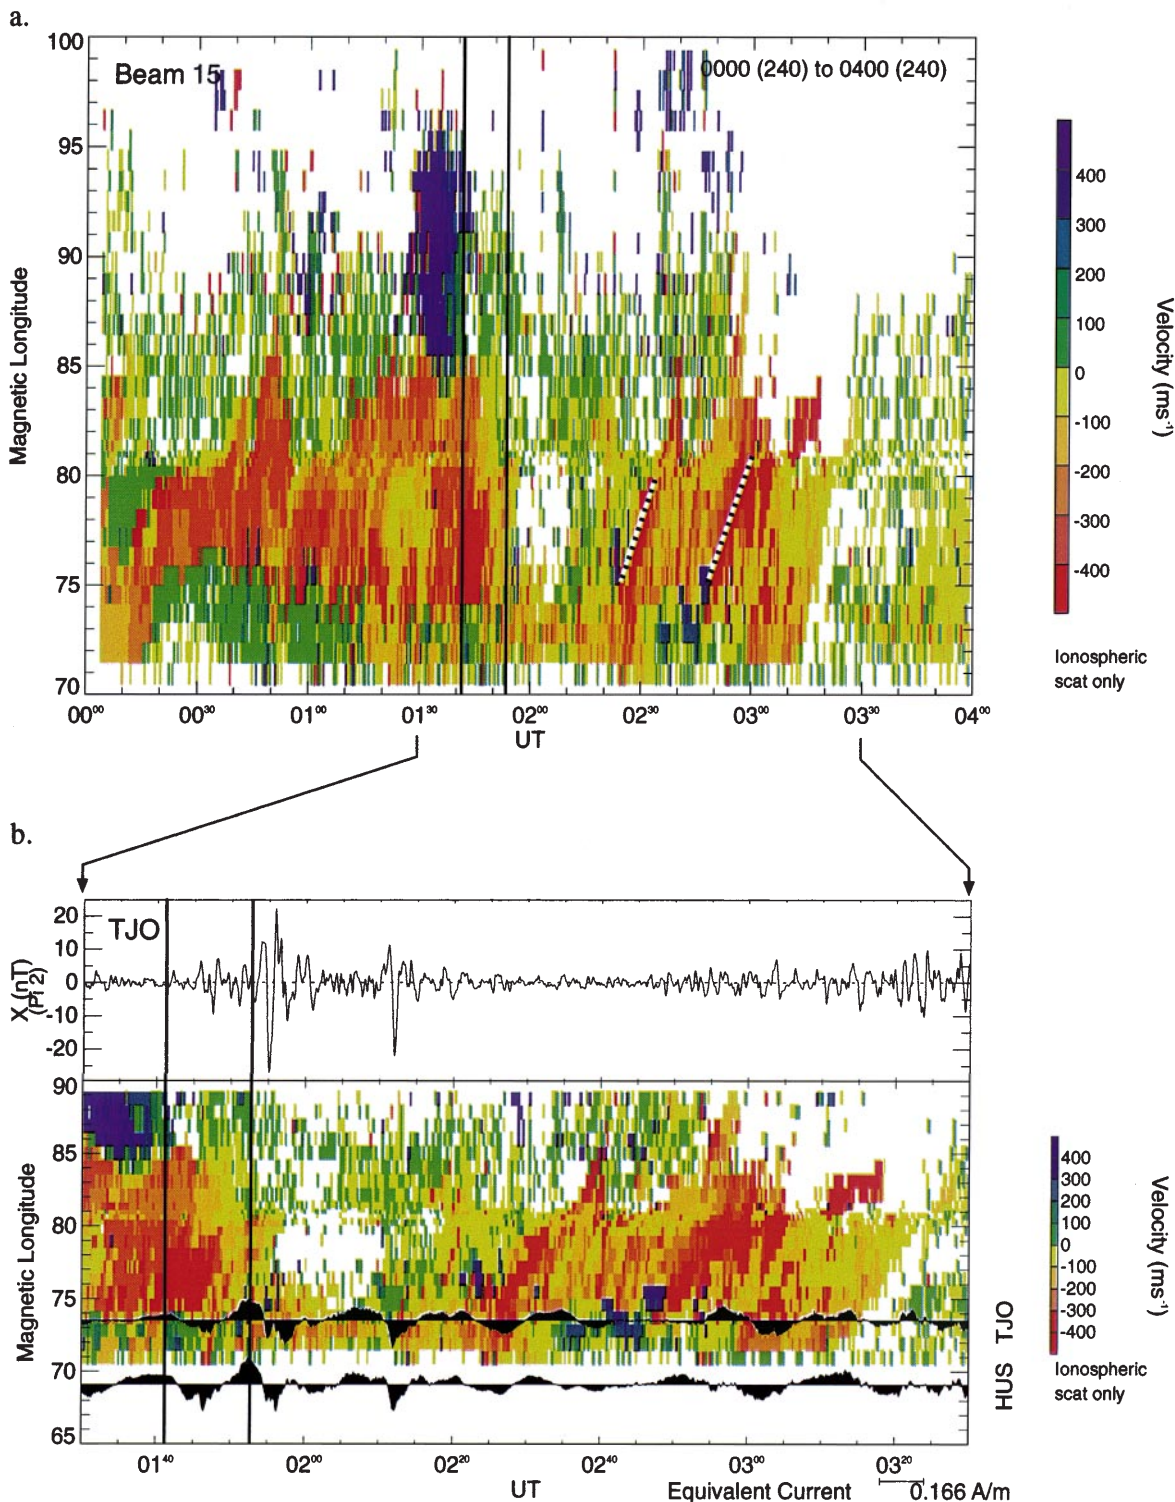 a.
100
95
90
85
80
75
70
Magnetic Longitude
Beam 15
0000 (240) to 0400 (240)
00⁰⁰ 00³⁰ 01⁰⁰ 01³⁰ 02⁰⁰ 02³⁰ 03⁰⁰ 03³⁰ 04⁰⁰
UT
400
300
200
100
0
-100
-200
-300
-400
Velocity (ms⁻¹)
Ionospheric
scat only
b.
20
10
0
-10
-20
X (nT)
(Pi 2)
TJO
90
85
80
75
70
65
Magnetic Longitude
TJO
HUS
01⁴⁰ 02⁰⁰ 02²⁰ 02⁴⁰ 03⁰⁰ 03²⁰
UT
Equivalent Current
0.166 A/m
400
300
200
100
0
-100
-200
-300
-400
Velocity (ms⁻¹)
Ionospheric
scat only